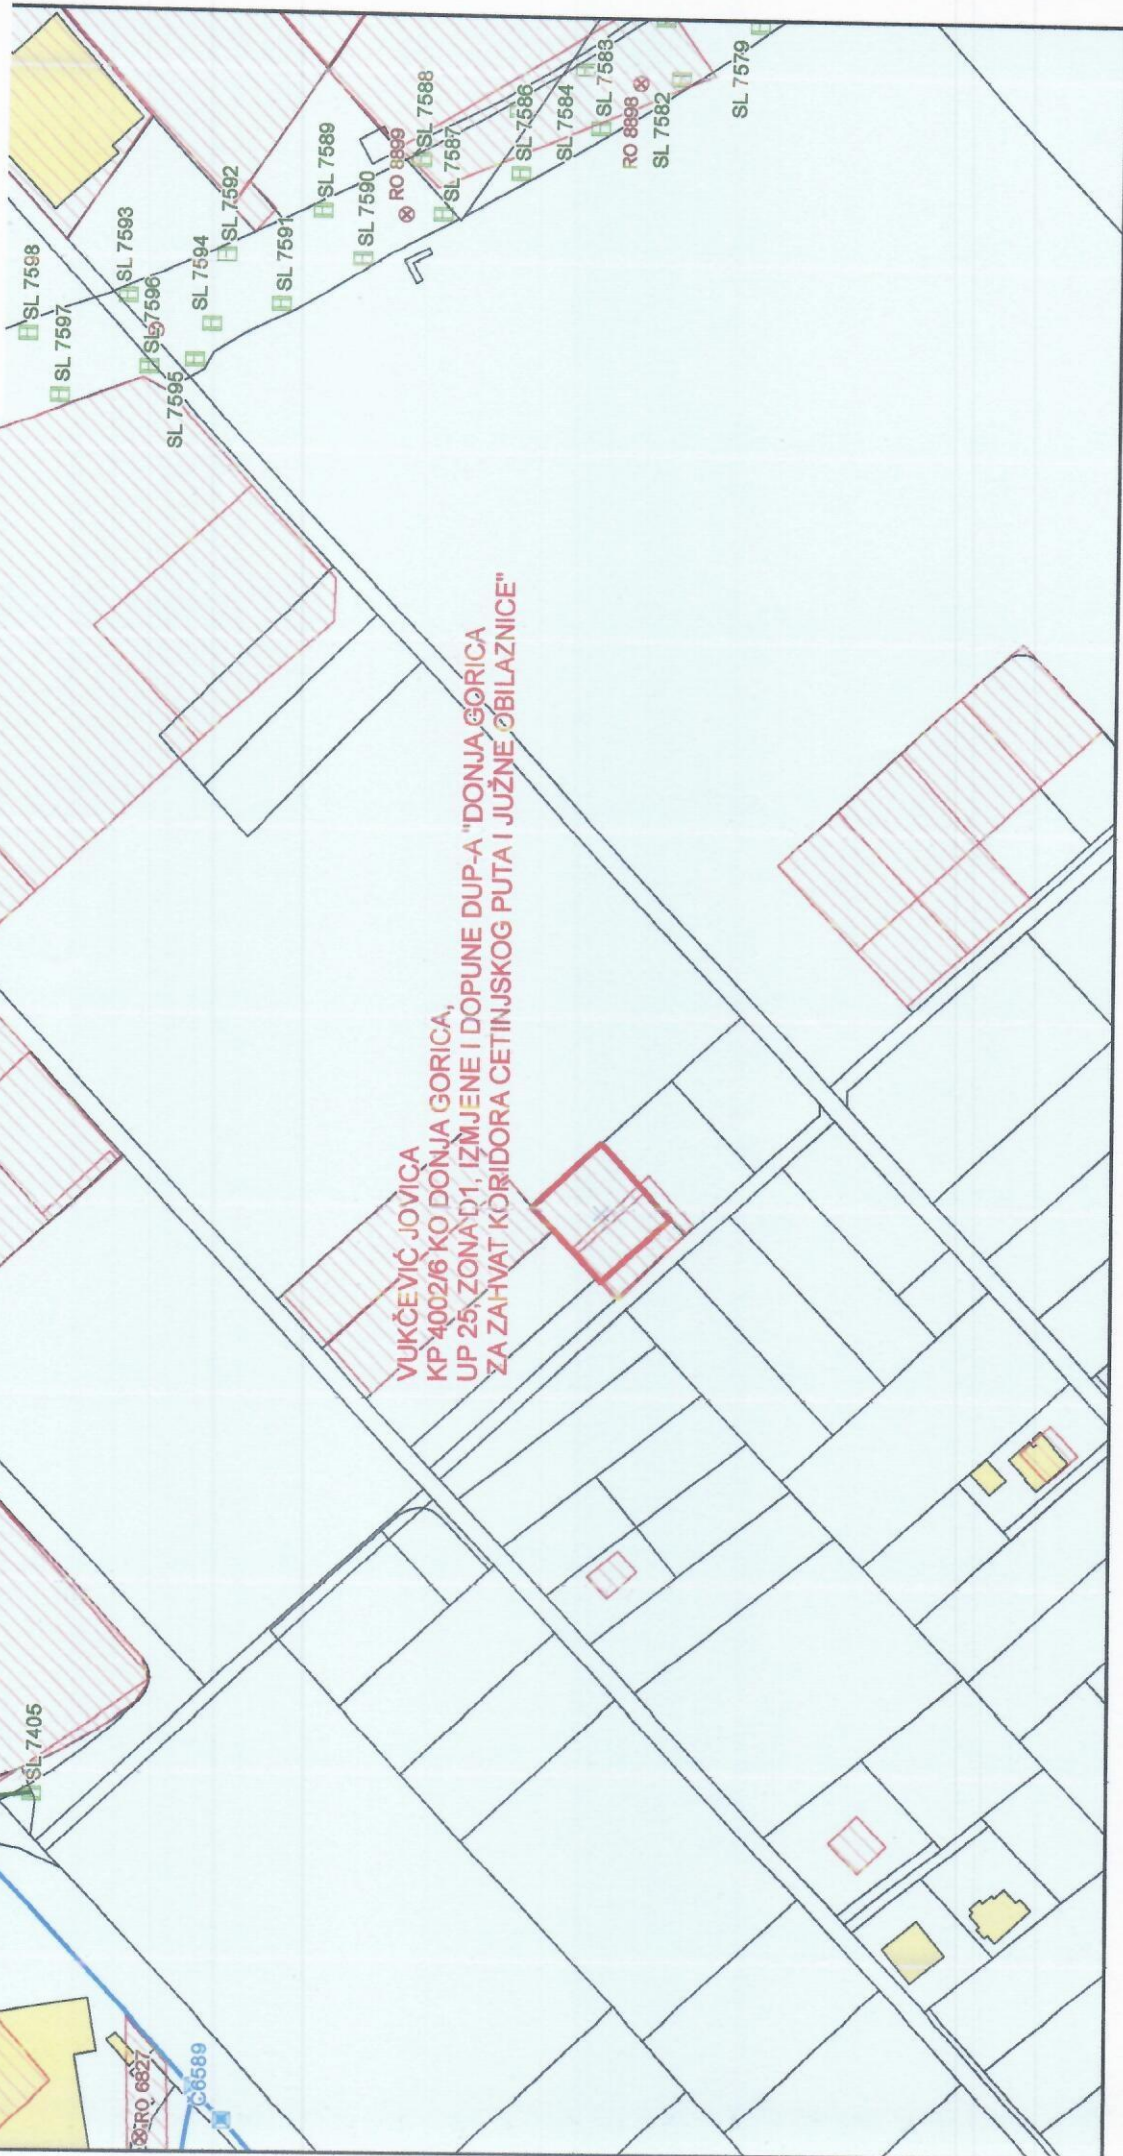 VUKČEVIĆ JOVICA
KP 4002/6 KO DONJA GORICA,
UP 25, ZONA D1, IZMJENE I DOPUNE DUP-A "DONJA GORICA
ZA ZAHVAT KORIDORA CETINJSKOG PUTA I JUŽNE OBILAZNICE"
RO 6827
C6589
SL 7405
SL 7598
SL 7597
SL 7593
SL 7596
SL 7595
SL 7594
SL 7592
SL 7591
SL 7589
SL 7590
RO 8899
SL 7588
SL 7587
SL 7586
SL 7584
SL 7583
RO 8898
SL 7582
SL 7579